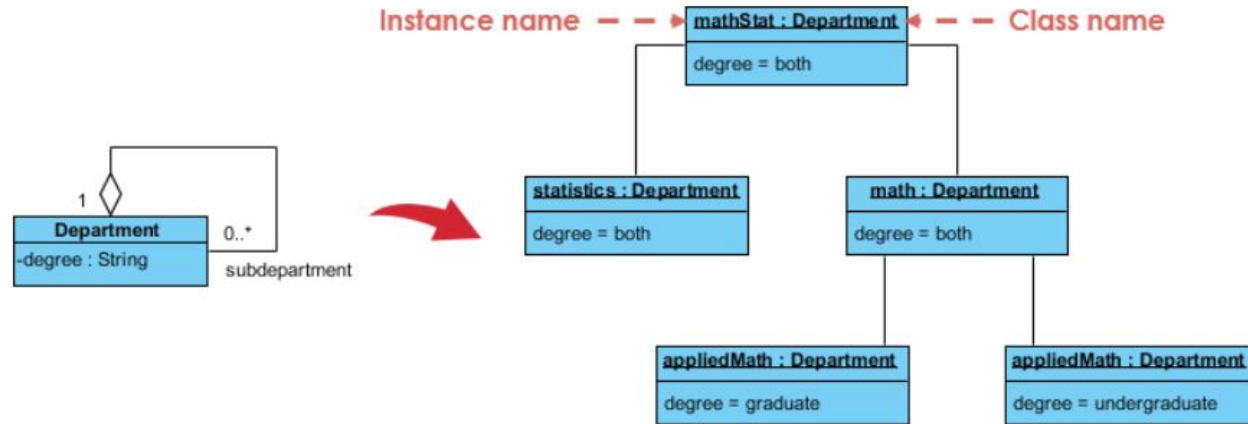 Instance name
mathStat : Department
Class name
degree = both
statistics : Department
degree = both
math : Department
degree = both
1
Department
-degree : String
0..*
subdepartment
appliedMath : Department
degree = graduate
appliedMath : Department
degree = undergraduate